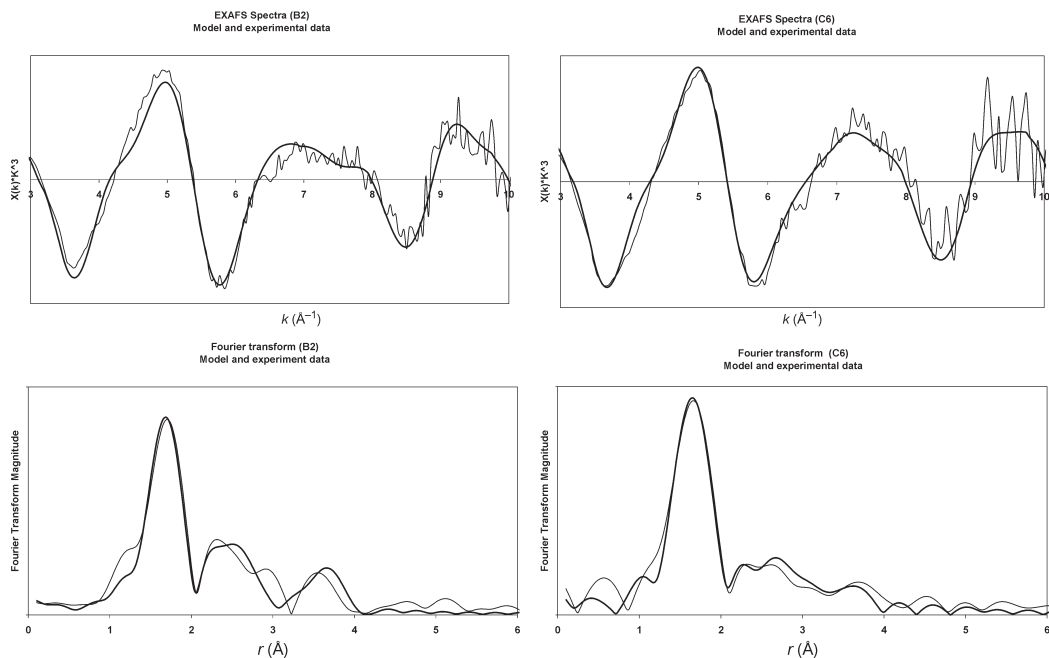 EXAFS Spectra (B2)
Model and experimental data
X(k)*K^3
3 4 5 6 7 8 9 10
k (Å⁻¹)
EXAFS Spectra (C6)
Model and experimental data
X(k)*K^3
3 4 5 6 7 8 9 10
k (Å⁻¹)
Fourier transform (B2)
Model and experiment data
Fourier Transform Magnitude
0 1 2 3 4 5 6
r (Å)
Fourier transform (C6)
Model and experimental data
Fourier Transform Magnitude
0 1 2 3 4 5 6
r (Å)